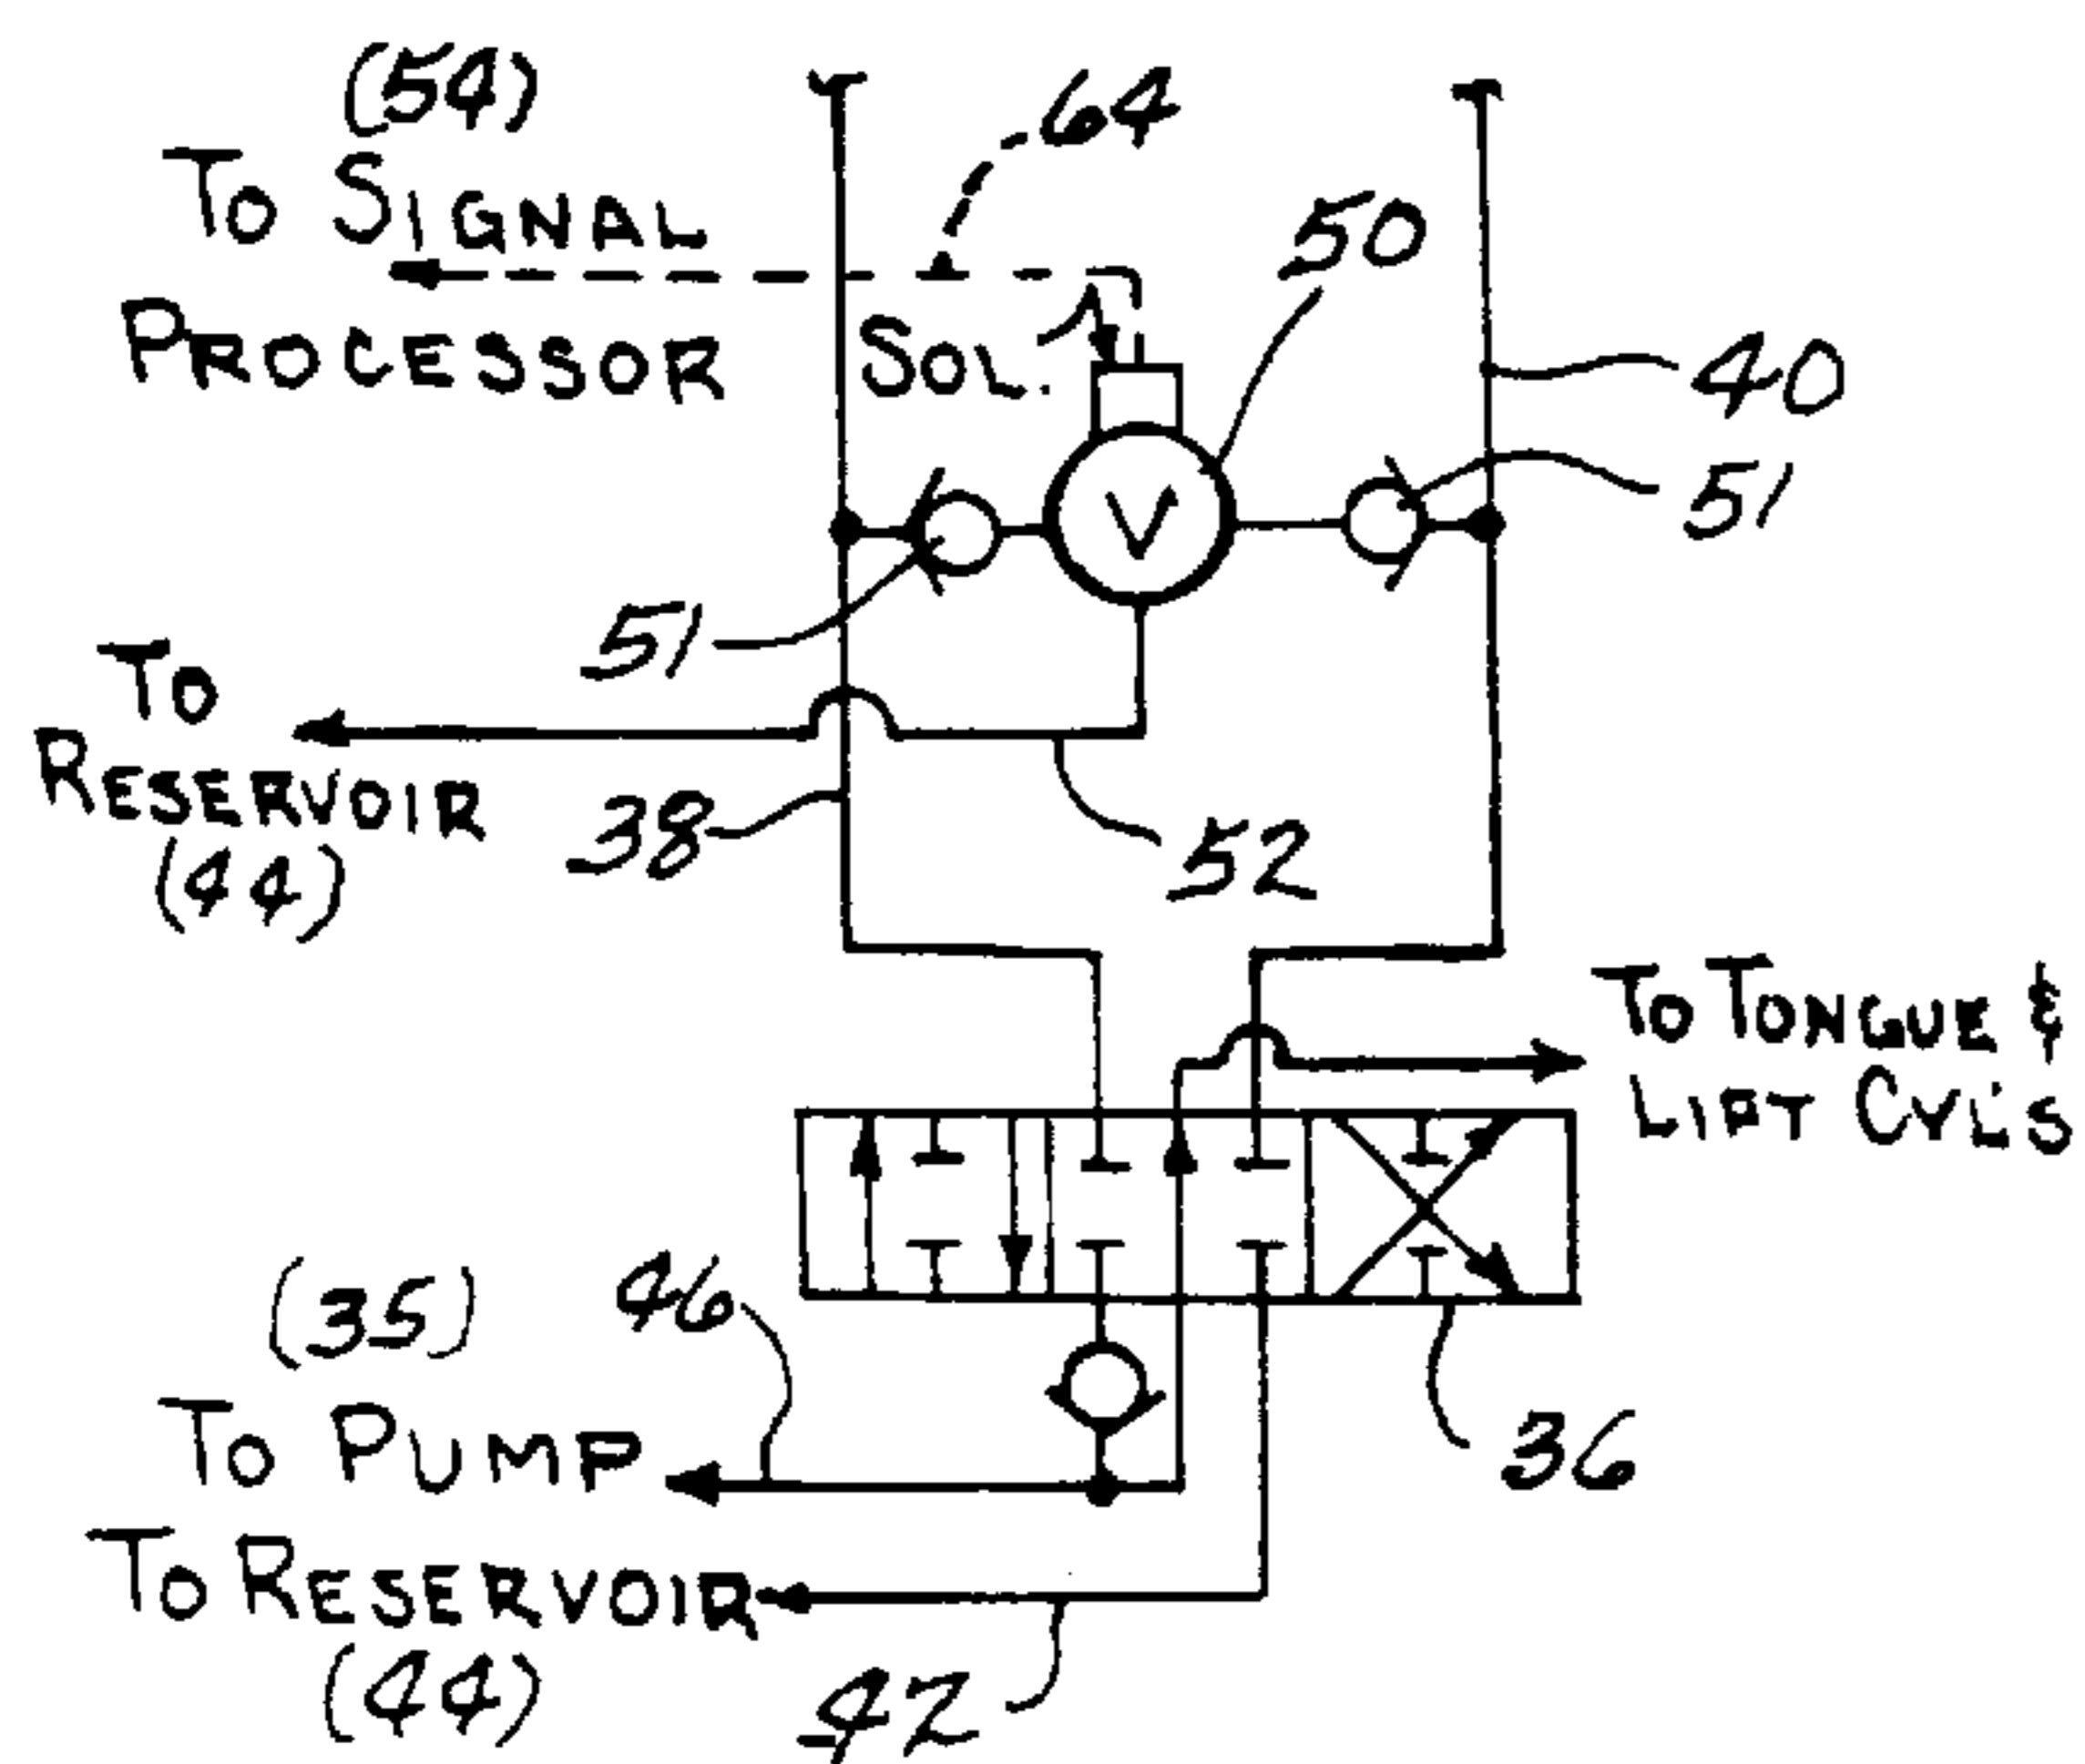 (54)
64
TO SIGNAL
PROCESSOR
SOL.
50
V
40
51
51
TO
RESERVOIR
(44)
38
52
TO TONGUE &
LIFT CYL'S
(35)
46
TO PUMP
36
TO RESERVOIR
(44)
42